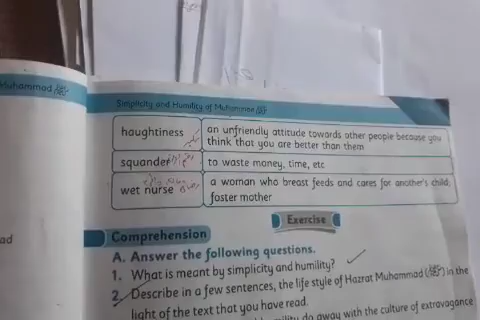 Muhammad ﷺ
Simplicity and Humility of Muhammad ﷺ
haughtiness an unfriendly attitude towards other people because you
think that you are better than them
squander to waste money, time, etc
wet nurse a woman who breast feeds and cares for another's child;
foster mother
Exercise
Comprehension
A. Answer the following questions.
1. What is meant by simplicity and humility?
2. Describe in a few sentences, the life style of Hazrat Muhammad (ﷺ) in the
light of the text that you have read.
do away with the culture of extravagance
ad